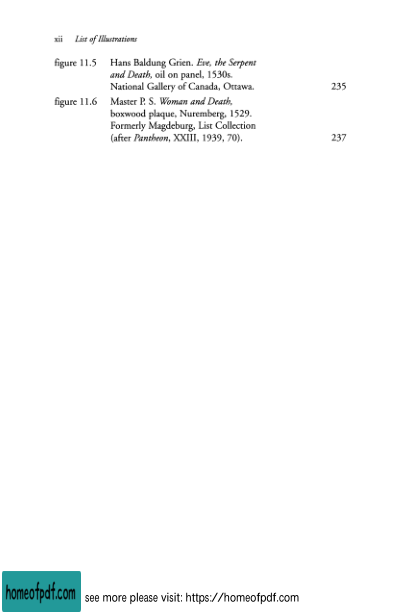 xii List of Illustrations
figure 11.5 Hans Baldung Grien. Eve, the Serpent
and Death, oil on panel, 1530s.
National Gallery of Canada, Ottawa. 235
figure 11.6 Master P. S. Woman and Death,
boxwood plaque, Nuremberg, 1529.
Formerly Magdeburg, List Collection
(after Pantheon, XXIII, 1939, 70). 237
homeofpdf.com see more please visit: https://homeofpdf.com